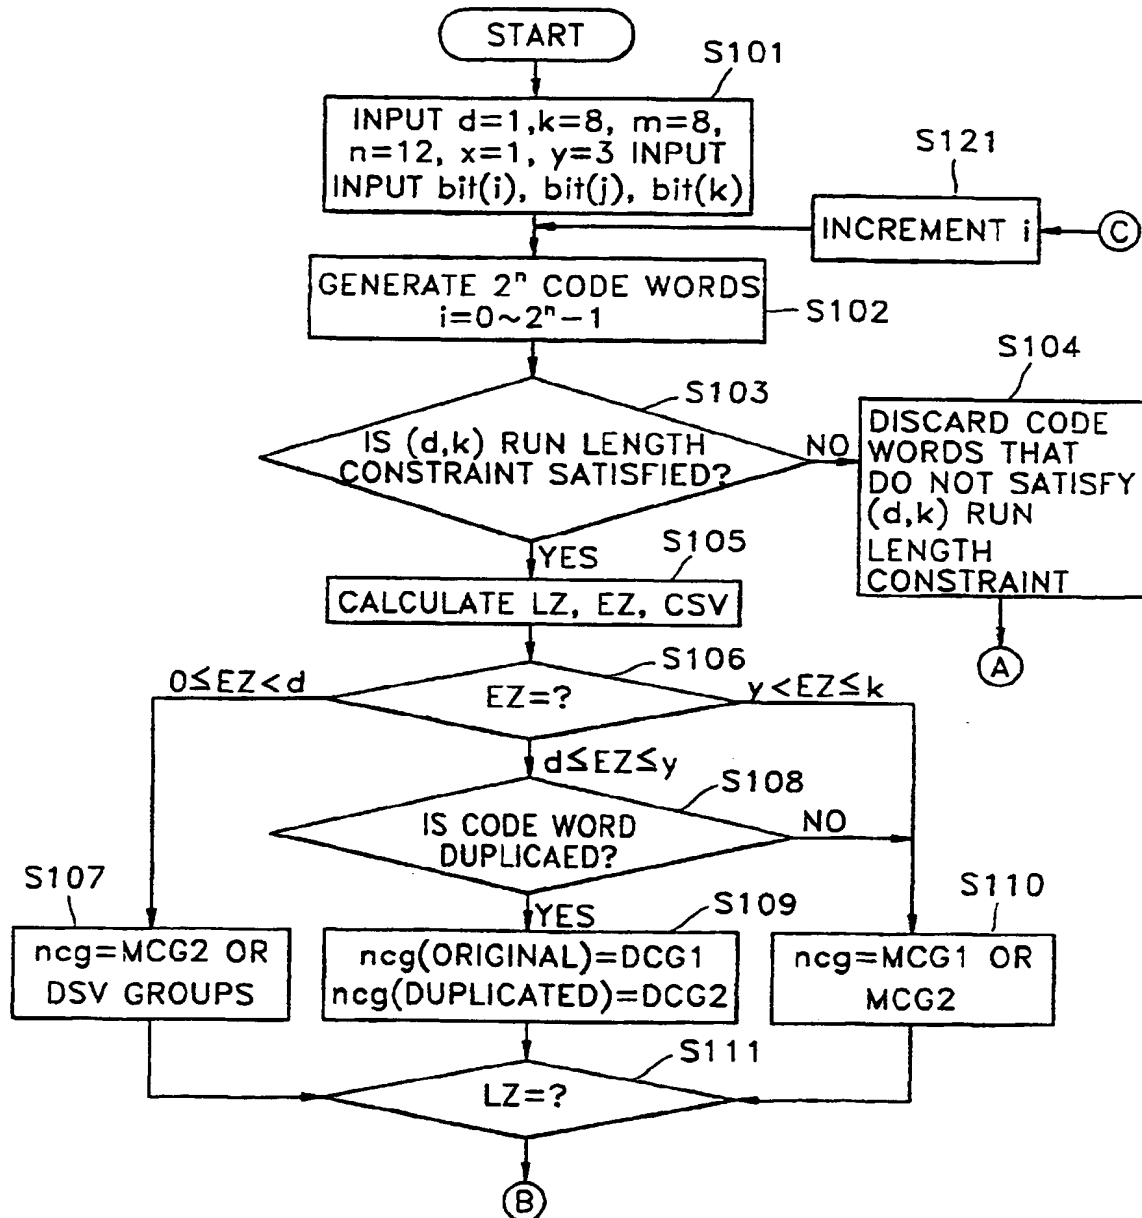 START
S101
INPUT d=1,k=8, m=8,
n=12, x=1, y=3 INPUT
INPUT bit(i), bit(j), bit(k)
S121
INCREMENT i
C
GENERATE 2ⁿ CODE WORDS
i=0~2ⁿ-1
S102
S103
IS (d,k) RUN LENGTH
CONSTRAINT SATISFIED?
NO
S104
DISCARD CODE
WORDS THAT
DO NOT SATISFY
(d,k) RUN
LENGTH
CONSTRAINT
A
YES
S105
CALCULATE LZ, EZ, CSV
S106
0≤EZ<d
EZ=?
y<EZ≤k
d≤EZ≤y
S108
IS CODE WORD
DUPLICAED?
NO
YES
S107
ncg=MCG2 OR
DSV GROUPS
S109
ncg(ORIGINAL)=DCG1
ncg(DUPLICATED)=DCG2
S110
ncg=MCG1 OR
MCG2
S111
LZ=?
B